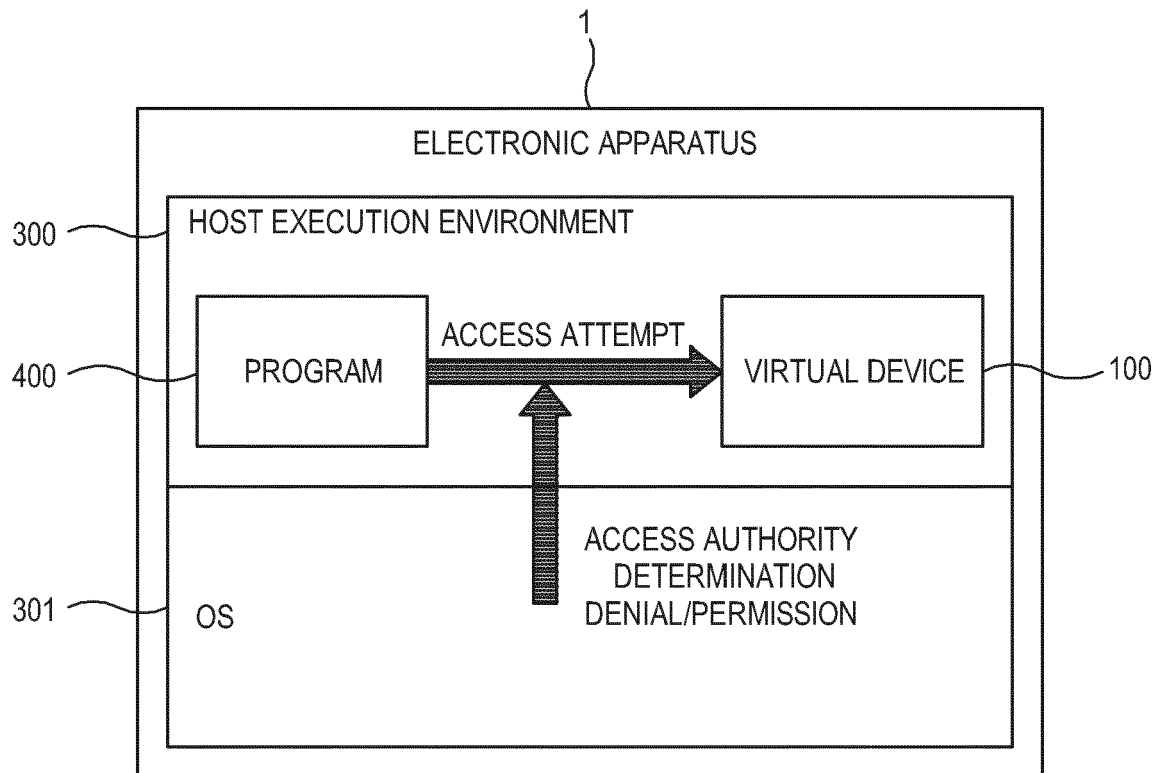 1
ELECTRONIC APPARATUS
300
HOST EXECUTION ENVIRONMENT
ACCESS ATTEMPT
400
PROGRAM
VIRTUAL DEVICE
100
ACCESS AUTHORITY
DETERMINATION
DENIAL/PERMISSION
301
OS